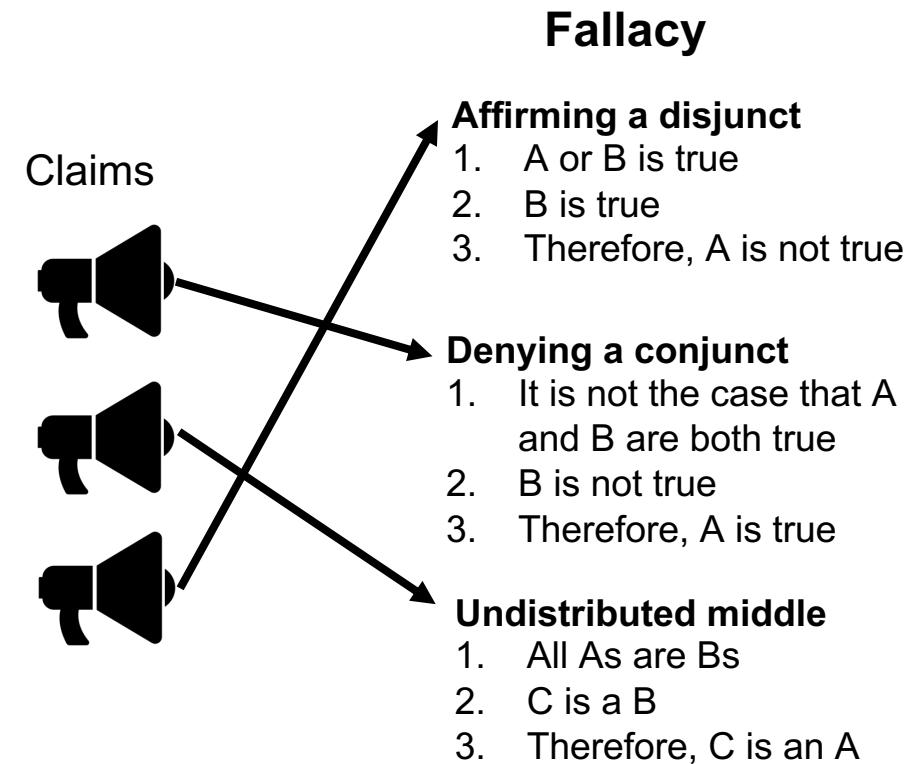 Fallacy
Claims
Affirming a disjunct
1. A or B is true
2. B is true
3. Therefore, A is not true
Denying a conjunct
1. It is not the case that A
and B are both true
2. B is not true
3. Therefore, A is true
Undistributed middle
1. All As are Bs
2. C is a B
3. Therefore, C is an A